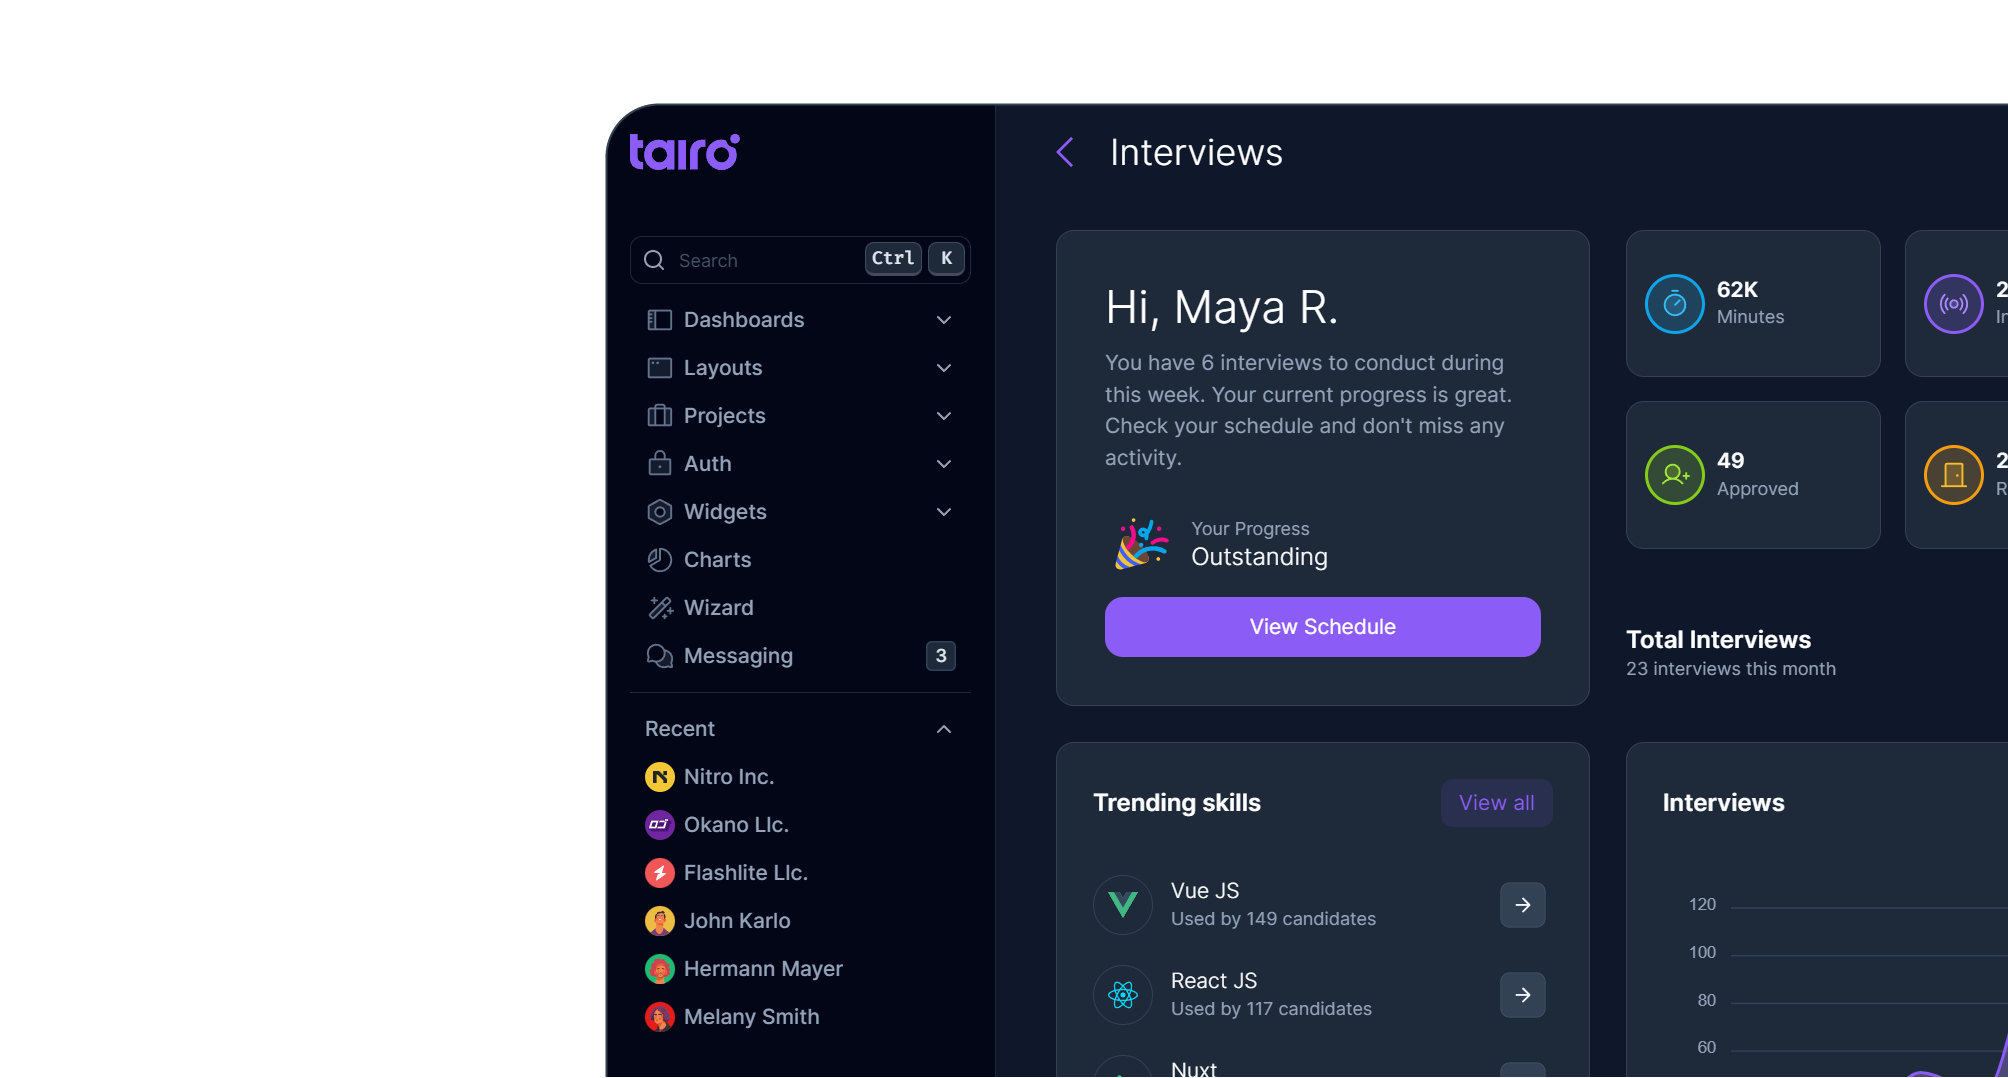 tairo
Search Ctrl K
Dashboards
Layouts
Projects
Auth
Widgets
Charts
Wizard
Messaging 3
Recent
Nitro Inc.
Okano Llc.
Flashlite Llc.
John Karlo
Hermann Mayer
Melany Smith
Interviews
Hi, Maya R.
You have 6 interviews to conduct during
this week. Your current progress is great.
Check your schedule and don't miss any
activity.
Your Progress
Outstanding
View Schedule
62K
Minutes
49
Approved
Total Interviews
23 interviews this month
Trending skills
View all
Vue JS
Used by 149 candidates
React JS
Used by 117 candidates
Nuxt
Interviews
120
100
80
60